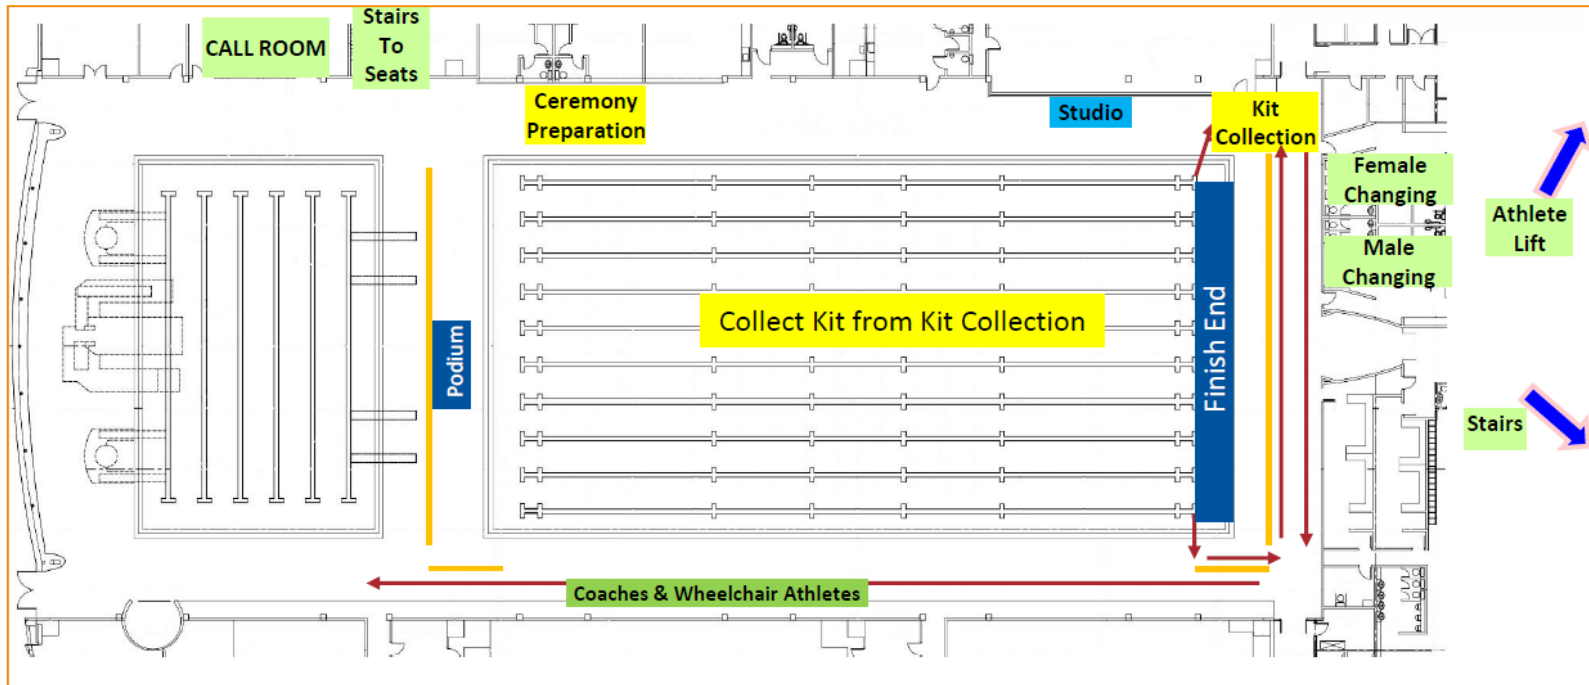 CALL ROOM
Stairs
To
Seats
Ceremony
Preparation
Studio
Kit
Collection
Female
Changing
Male
Changing
Athlete
Lift
Collect Kit from Kit Collection
Podium
Finish End
Stairs
Coaches & Wheelchair Athletes